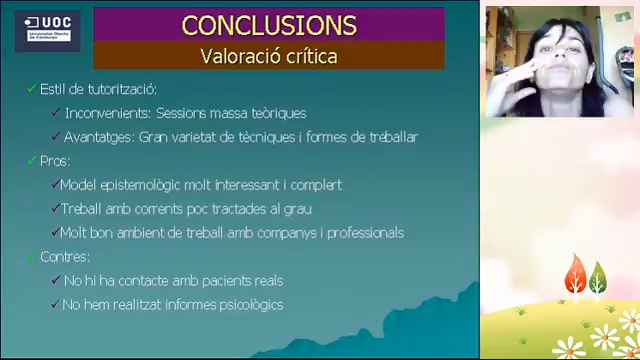 UOC
Universitat Oberta
de Catalunya
CONCLUSIONS
Valoració crítica
Estil de tutorització:
Inconvenients: Sessions massa teòriques
Avantatges: Gran varietat de tècniques i formes de treballar
Pros:
Model epistemològic molt interessant i complert
Treball amb corrents poc tractades al grau
Molt bon ambient de treball amb companys i professionals
Contres:
No hi ha contacte amb pacients reals
No hem realitzat informes psicològics